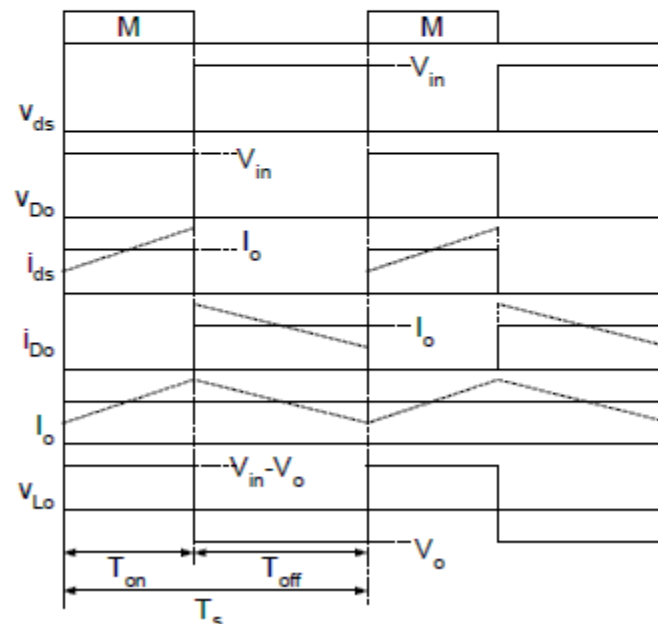 M M
V_in
v_ds
V_in
v_Do
I_o
i_ds
I_o
i_Do
I_o
V_in-V_o
v_Lo
V_o
T_on T_off
T_s